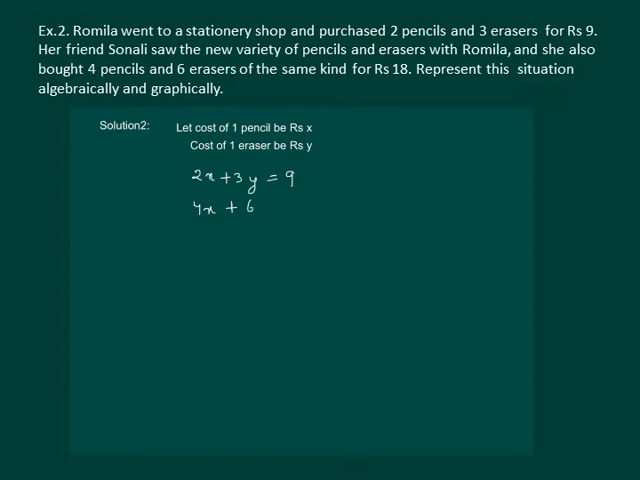 Ex.2. Romila went to a stationery shop and purchased 2 pencils and 3 erasers for Rs 9.
Her friend Sonali saw the new variety of pencils and erasers with Romila, and she also
bought 4 pencils and 6 erasers of the same kind for Rs 18. Represent this situation
algebraically and graphically.
Solution2: Let cost of 1 pencil be Rs x
Cost of 1 eraser be Rs y
2x + 3y = 9
4x + 6